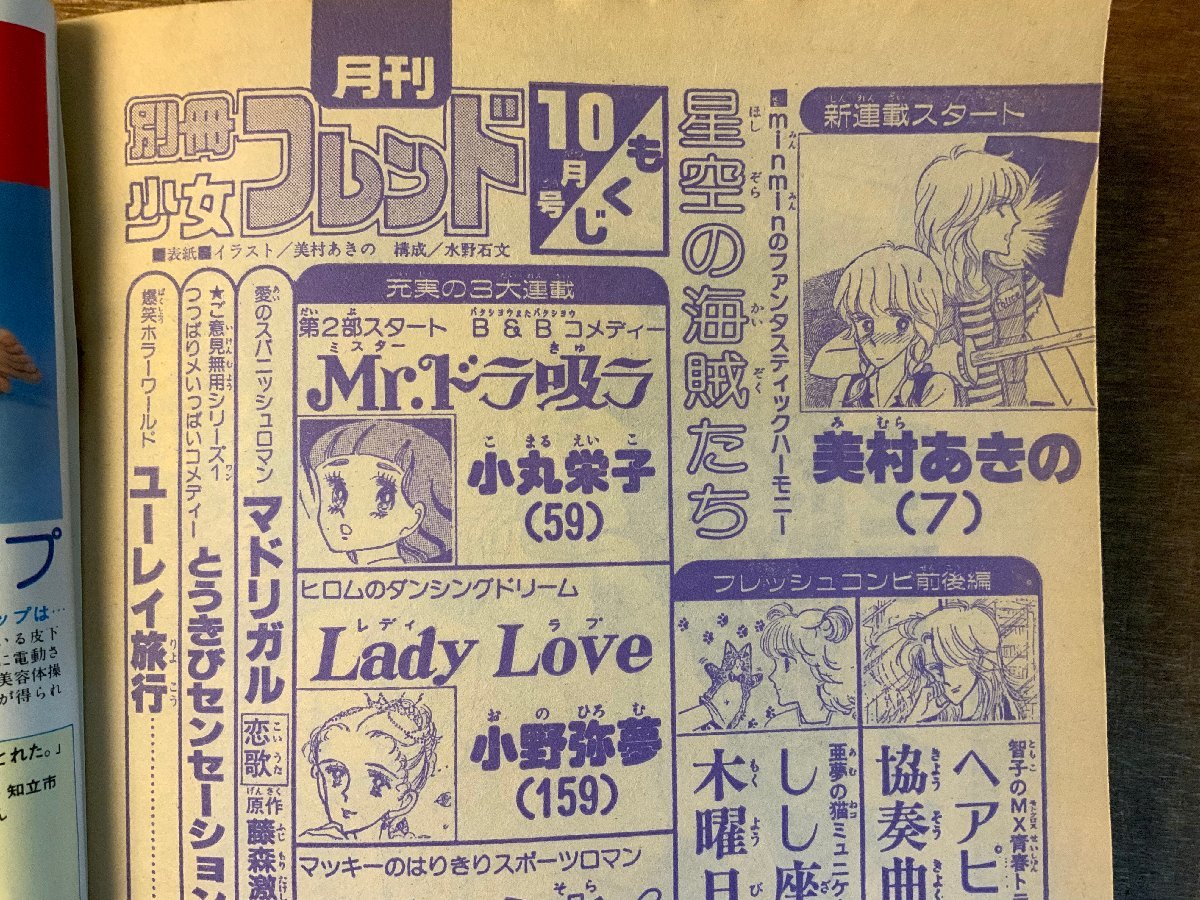 月刊
別冊
少女フレンド
10月号
もくじ
■表紙■イラスト/美村あきの 構成/水野石文
新連載スタート
■minminのファンタスティックハーモニー
星空の海賊たち
美村あきの
(7)
フレッシュコンビ前後編
智子のMX青春ト
ヘアピ
協奏曲
亜夢の猫ミュニケ
しし座
木曜日
充実の3大連載
第2部スタート B&Bコメディー
Mr.ドラ吸ラ
小丸栄子
(59)
ヒロムのダンシングドリーム
Lady Love
小野弥夢
(159)
マッキーのはりきりスポーツロマン
愛のスパニッシュロマン
マドリガル
恋歌
原作
藤森激
★ご意見無用シリーズ1
つっぱりメいっぱいコメディー
とうきびセンセーション
爆笑ホラーワールド
ユーレイ旅行
プ
ップは…
いる皮下
に電動さ
美容体操
が得られ
とれた。」
知立市
ん